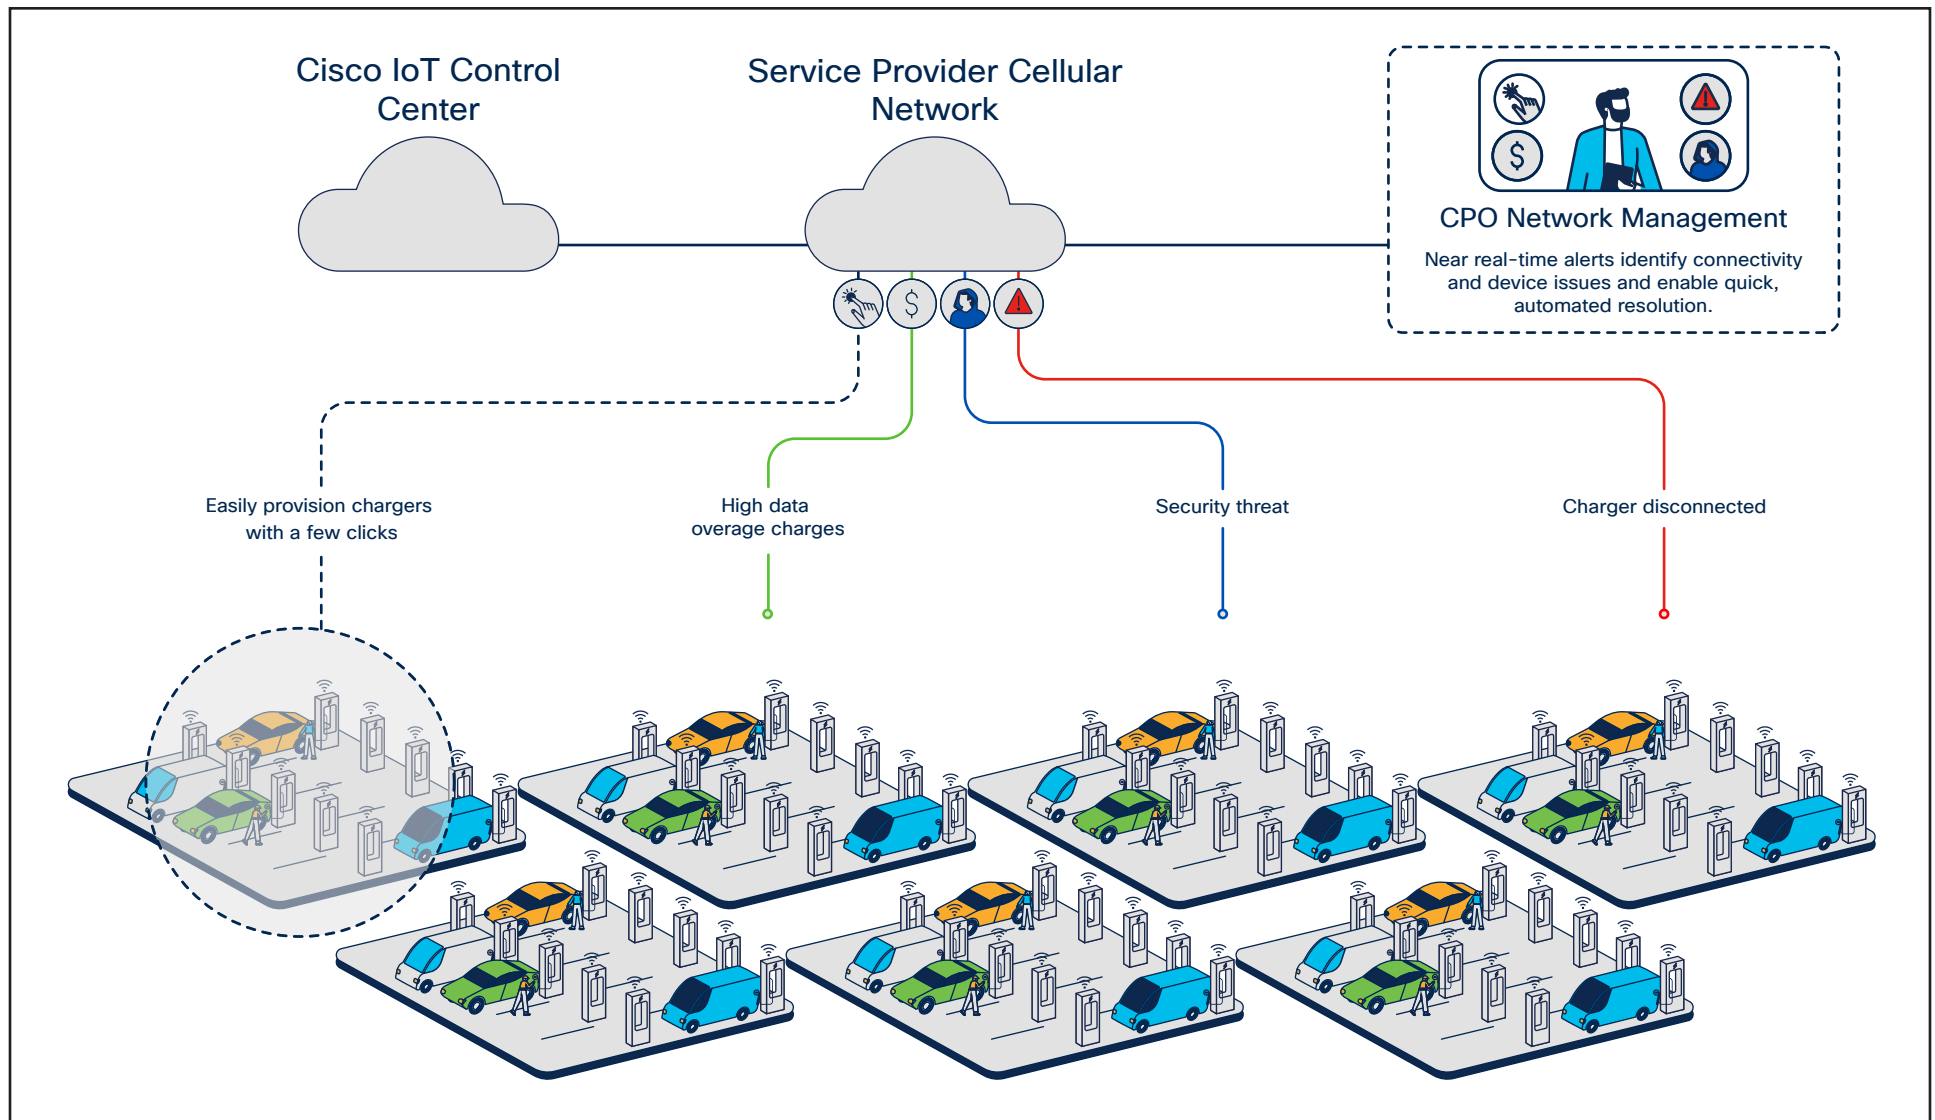 Cisco IoT Control
Center
Service Provider Cellular
Network
$
$
CPO Network Management
Near real-time alerts identify connectivity
and device issues and enable quick,
automated resolution.
Easily provision chargers
with a few clicks
High data
overage charges
Security threat
Charger disconnected